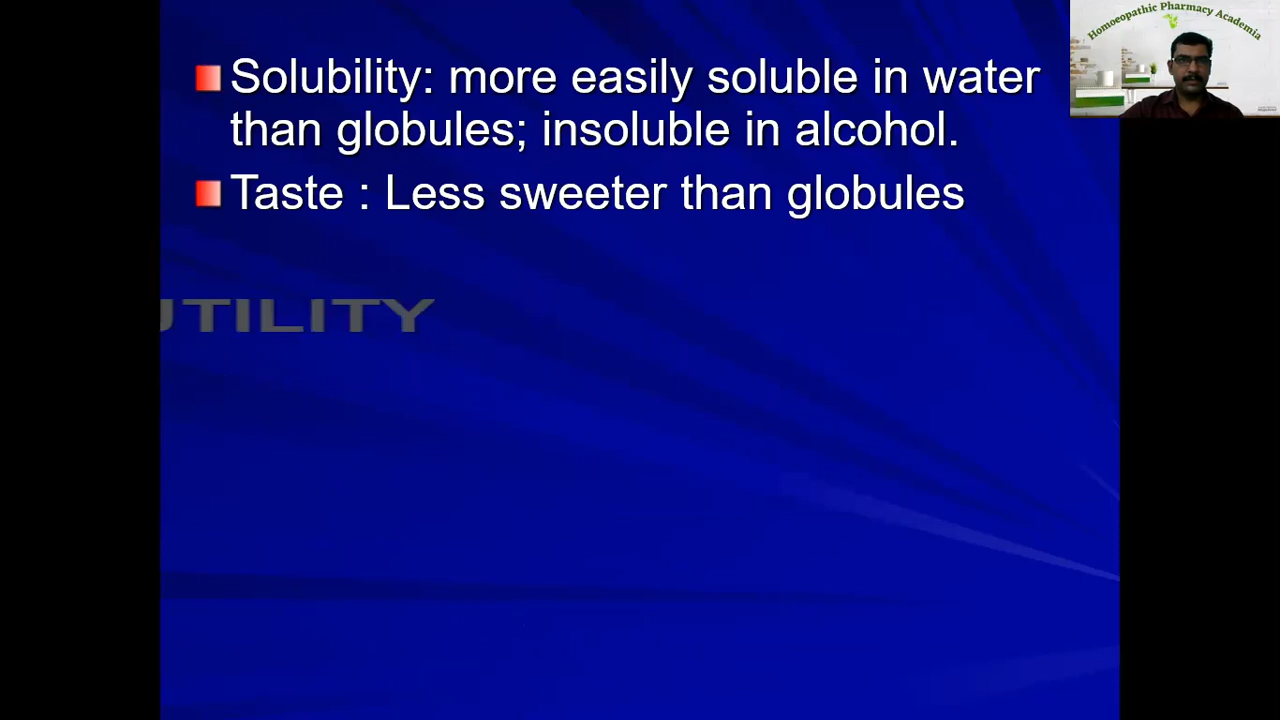 Homoeopathic Pharmacy Academia
Solubility: more easily soluble in water
than globules; insoluble in alcohol.
Taste : Less sweeter than globules
UTILITY